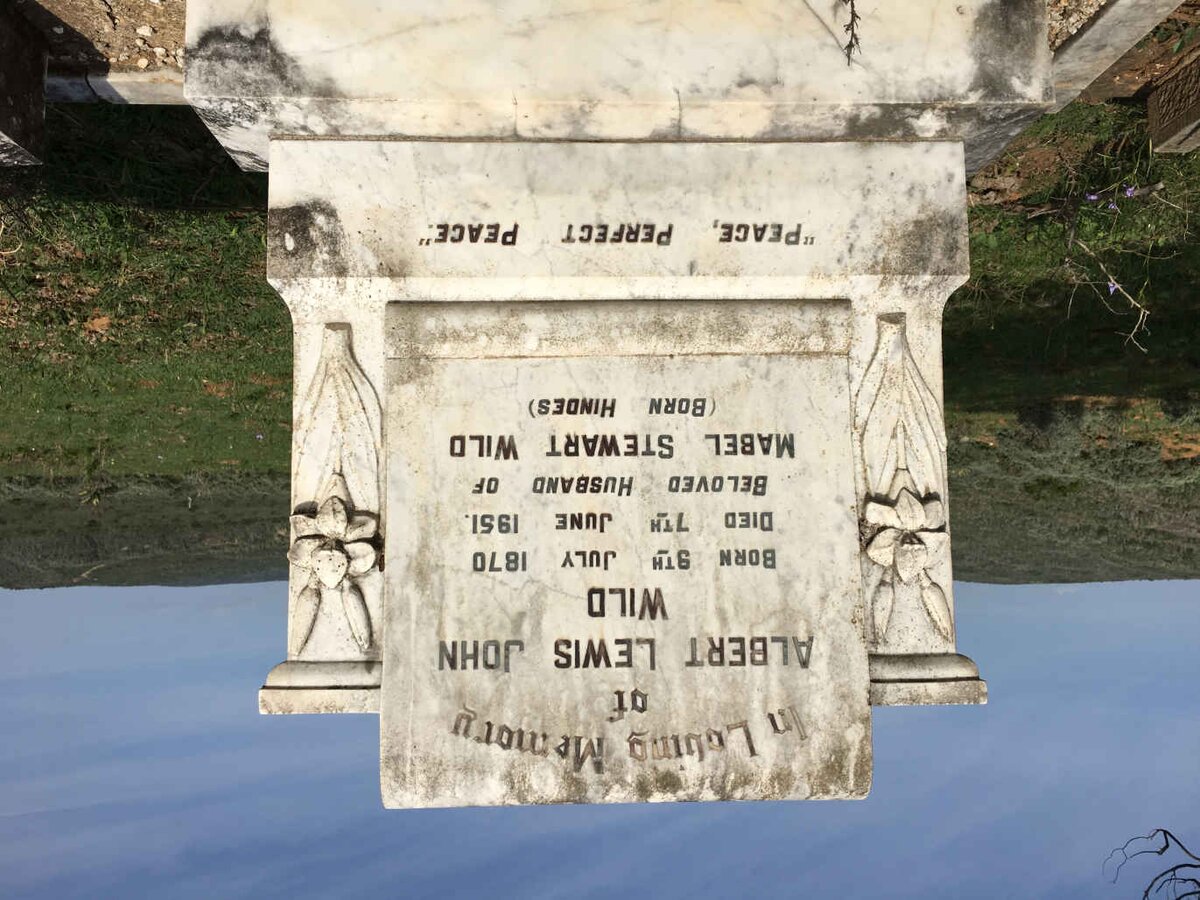 In Loving Memory
of
ALBERT LEWIS JOHN
WILD
BORN 9TH JULY 1870
DIED 7TH JUNE 1951.
BELOVED HUSBAND OF
MABEL STEWART WILD
(BORN HINDES)
"PEACE, PERFECT PEACE."